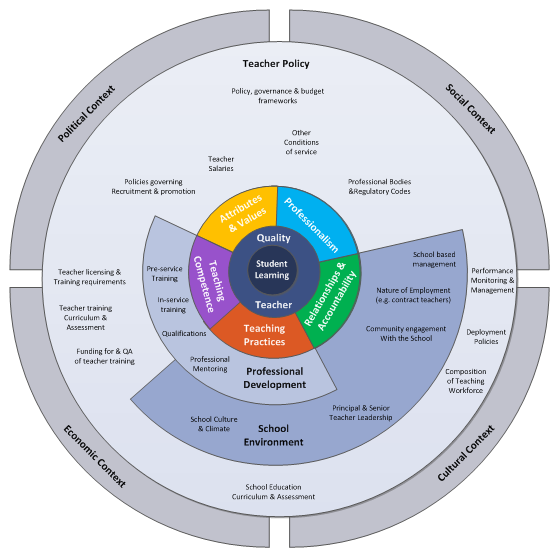 Teacher Policy
Policy, governance & budget
frameworks
Political Context
Social Context
Other
Conditions
of service
Teacher
Salaries
Policies governing
Recruitment & promotion
Professional Bodies
&Regulatory Codes
Attributes
& Values
Professionalism
Quality
Student
Learning
Teacher
Teaching
Competence
Relationships &
Accountability
Teaching
Practices
School based
management
Nature of Employment
(e.g. contract teachers)
Community engagement
With the School
Performance
Monitoring &
Management
Deployment
Policies
Composition
of Teaching
Workforce
Teacher licensing &
Training requirements
Teacher training
Curriculum &
Assessment
Funding for & QA
of teacher training
Pre-service
Training
In-service
training
Qualifications
Professional
Mentoring
Professional
Development
School Culture
& Climate
School
Environment
Principal & Senior
Teacher Leadership
School Education
Curriculum & Assessment
Economic Context
Cultural Context